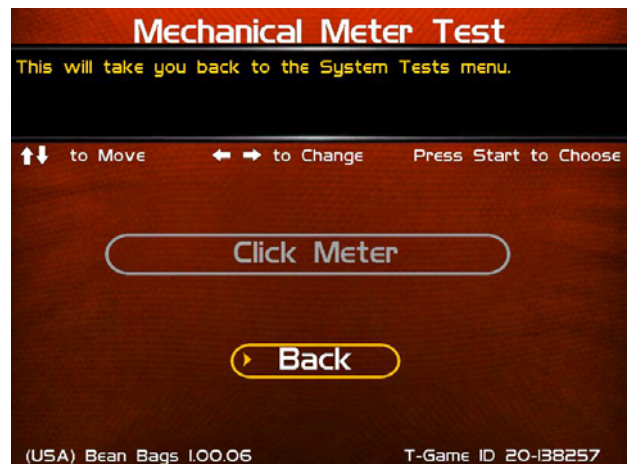 Mechanical Meter Test
This will take you back to the System Tests menu.
to Move to Change Press Start to Choose
Click Meter
Back
(USA) Bean Bags 1.00.06 T-Game ID 20-138257